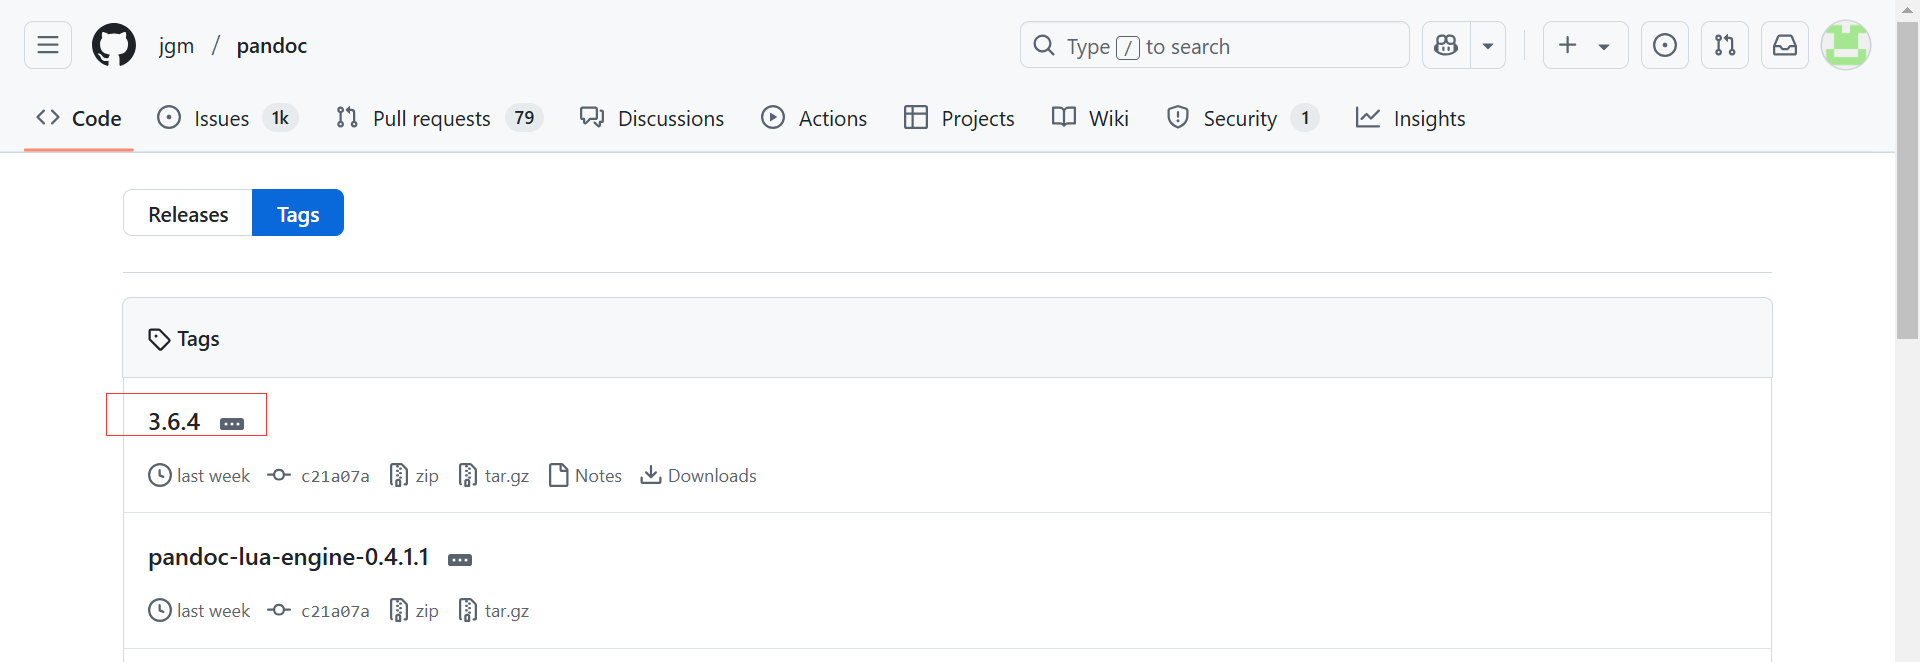 jgm / pandoc
Type / to search
Code Issues 1k Pull requests 79 Discussions Actions Projects Wiki Security 1 Insights
Releases Tags
Tags
3.6.4
last week c21a07a zip tar.gz Notes Downloads
pandoc-lua-engine-0.4.1.1
last week c21a07a zip tar.gz